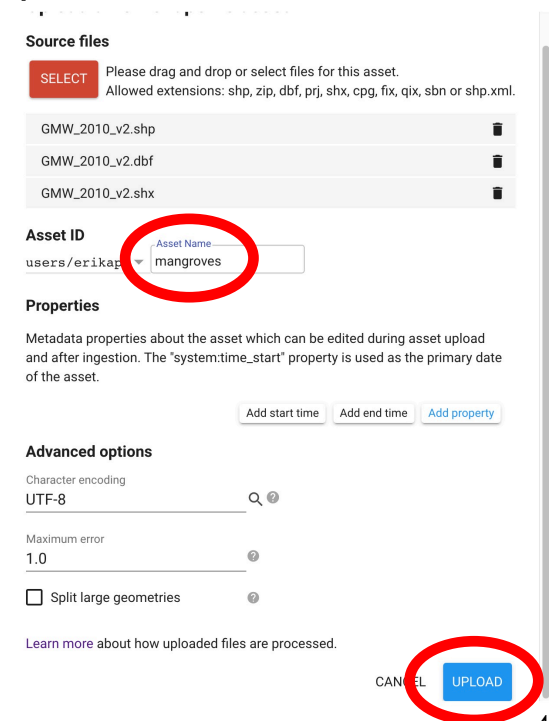 Source files
SELECT
Please drag and drop or select files for this asset.
Allowed extensions: shp, zip, dbf, prj, shx, cpg, fix, qix, sbn or shp.xml.
GMW_2010_v2.shp
GMW_2010_v2.dbf
GMW_2010_v2.shx
Asset ID
Asset Name
users/erikap mangroves
Properties
Metadata properties about the asset which can be edited during asset upload
and after ingestion. The "system:time_start" property is used as the primary date
of the asset.
Add start time Add end time Add property
Advanced options
Character encoding
UTF-8
Maximum error
1.0
Split large geometries
Learn more about how uploaded files are processed.
CANCEL UPLOAD